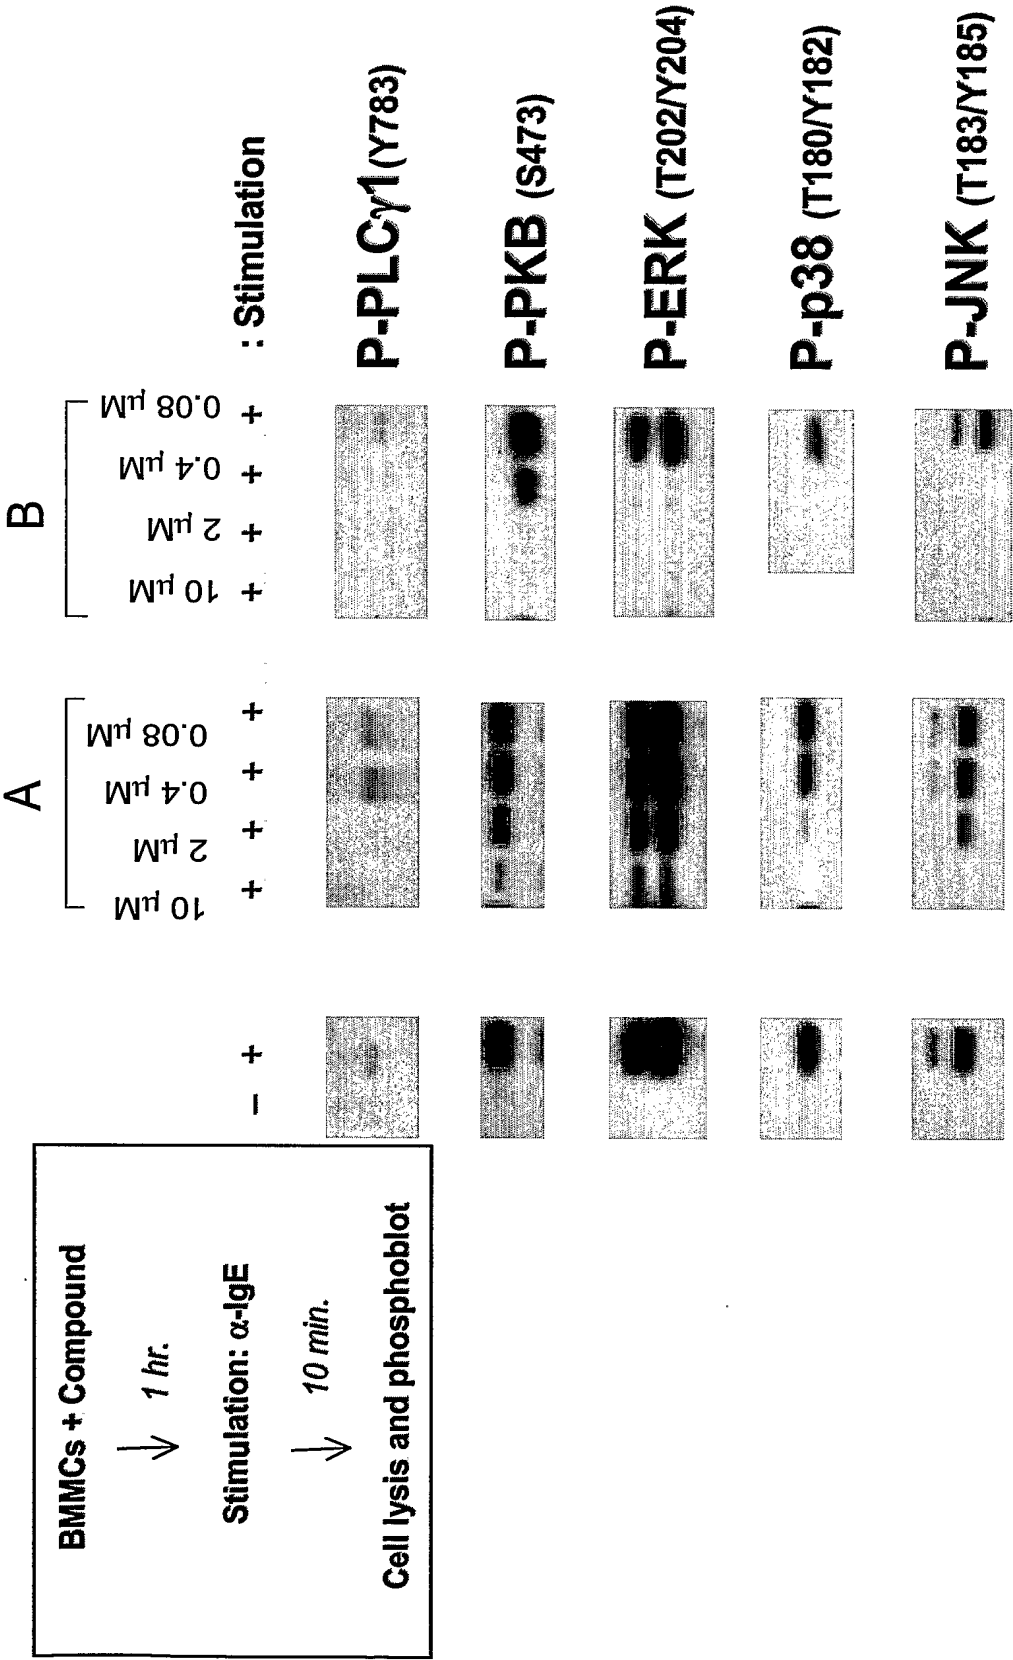 A
B
10 µM 2 µM 0.4 µM 0.08 µM
10 µM 2 µM 0.4 µM 0.08 µM
− + + + + + + + + + : Stimulation
BMMCs + Compound
1 hr.
Stimulation: α-IgE
10 min.
Cell lysis and phosphoblot
P-PLCγ1 (Y783)
P-PKB (S473)
P-ERK (T202/Y204)
P-p38 (T180/Y182)
P-JNK (T183/Y185)